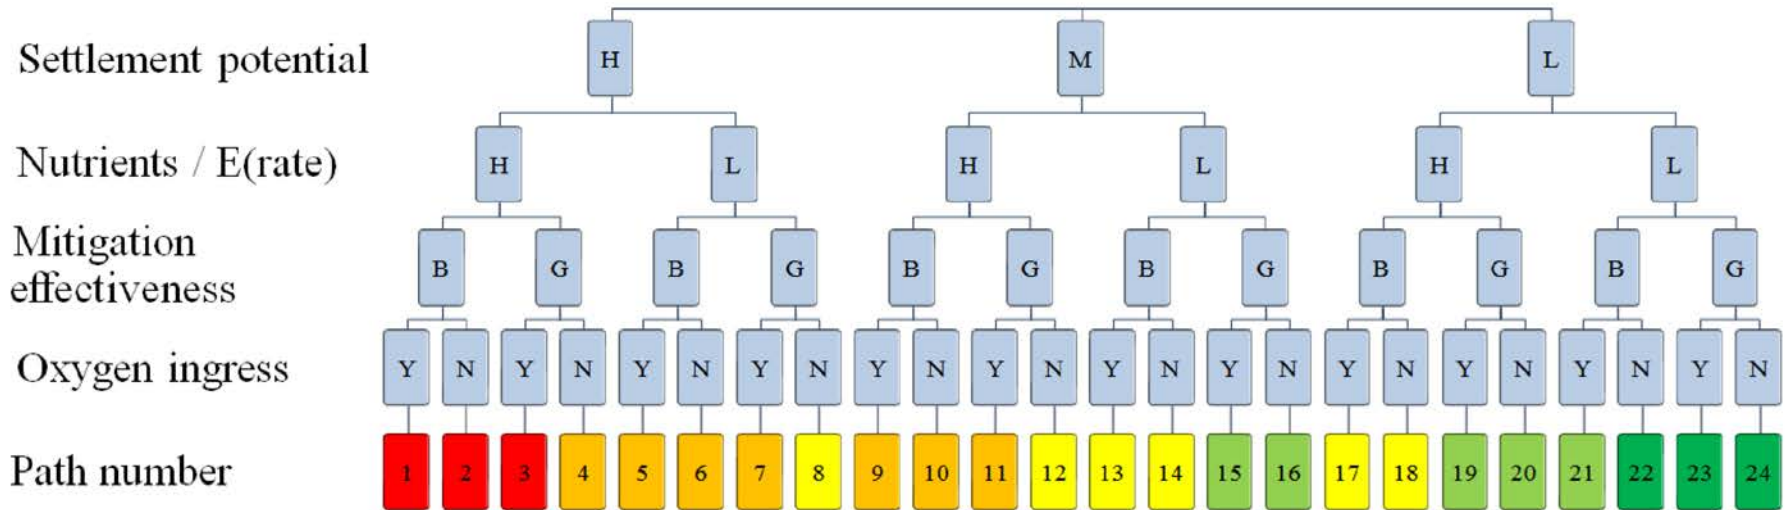 Settlement potential H M L
Nutrients / E(rate) H L H L H L
Mitigation
effectiveness B G B G B G B G B G B G
Oxygen ingress Y N Y N Y N Y N Y N Y N Y N Y N Y N Y N Y N Y N
Path number 1 2 3 4 5 6 7 8 9 10 11 12 13 14 15 16 17 18 19 20 21 22 23 24